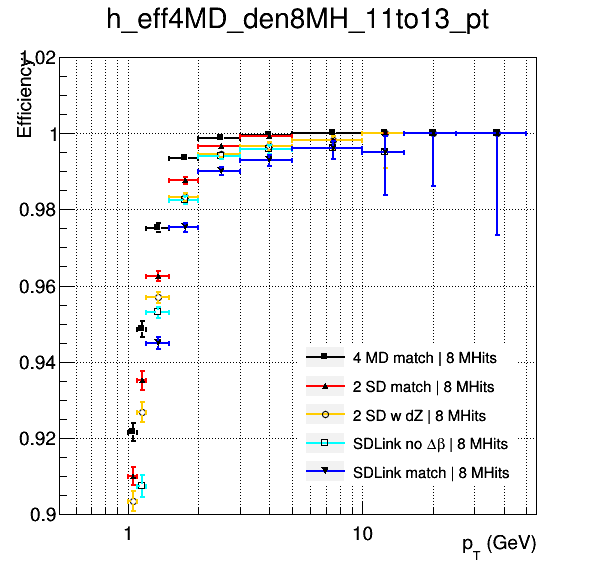 h_eff4MD_den8MH_11to13_pt
Efficiency
1.02
1
0.98
0.96
0.94
0.92
0.9
4 MD match | 8 MHits
2 SD match | 8 MHits
2 SD w dZ | 8 MHits
SDLink no Δβ | 8 MHits
SDLink match | 8 MHits
1
10
p_T (GeV)